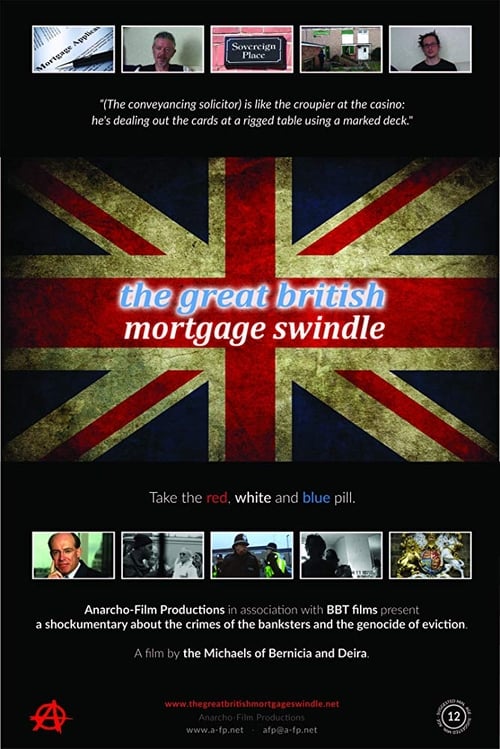 Mortgage Applica
Sovereign
Place
"(The conveyancing solicitor) is like the croupier at the casino:
he's dealing out the cards at a rigged table using a marked deck."
the great british
mortgage swindle
Take the red, white and blue pill.
Anarcho-Film Productions in association with BBT films present
a shockumentary about the crimes of the banksters and the genocide of eviction.
A film by the Michaels of Bernicia and Deira.
www.thegreatbritishmortgageswindle.net
Anarcho-Film Productions
www.a-fp.net · afp@a-fp.net
12